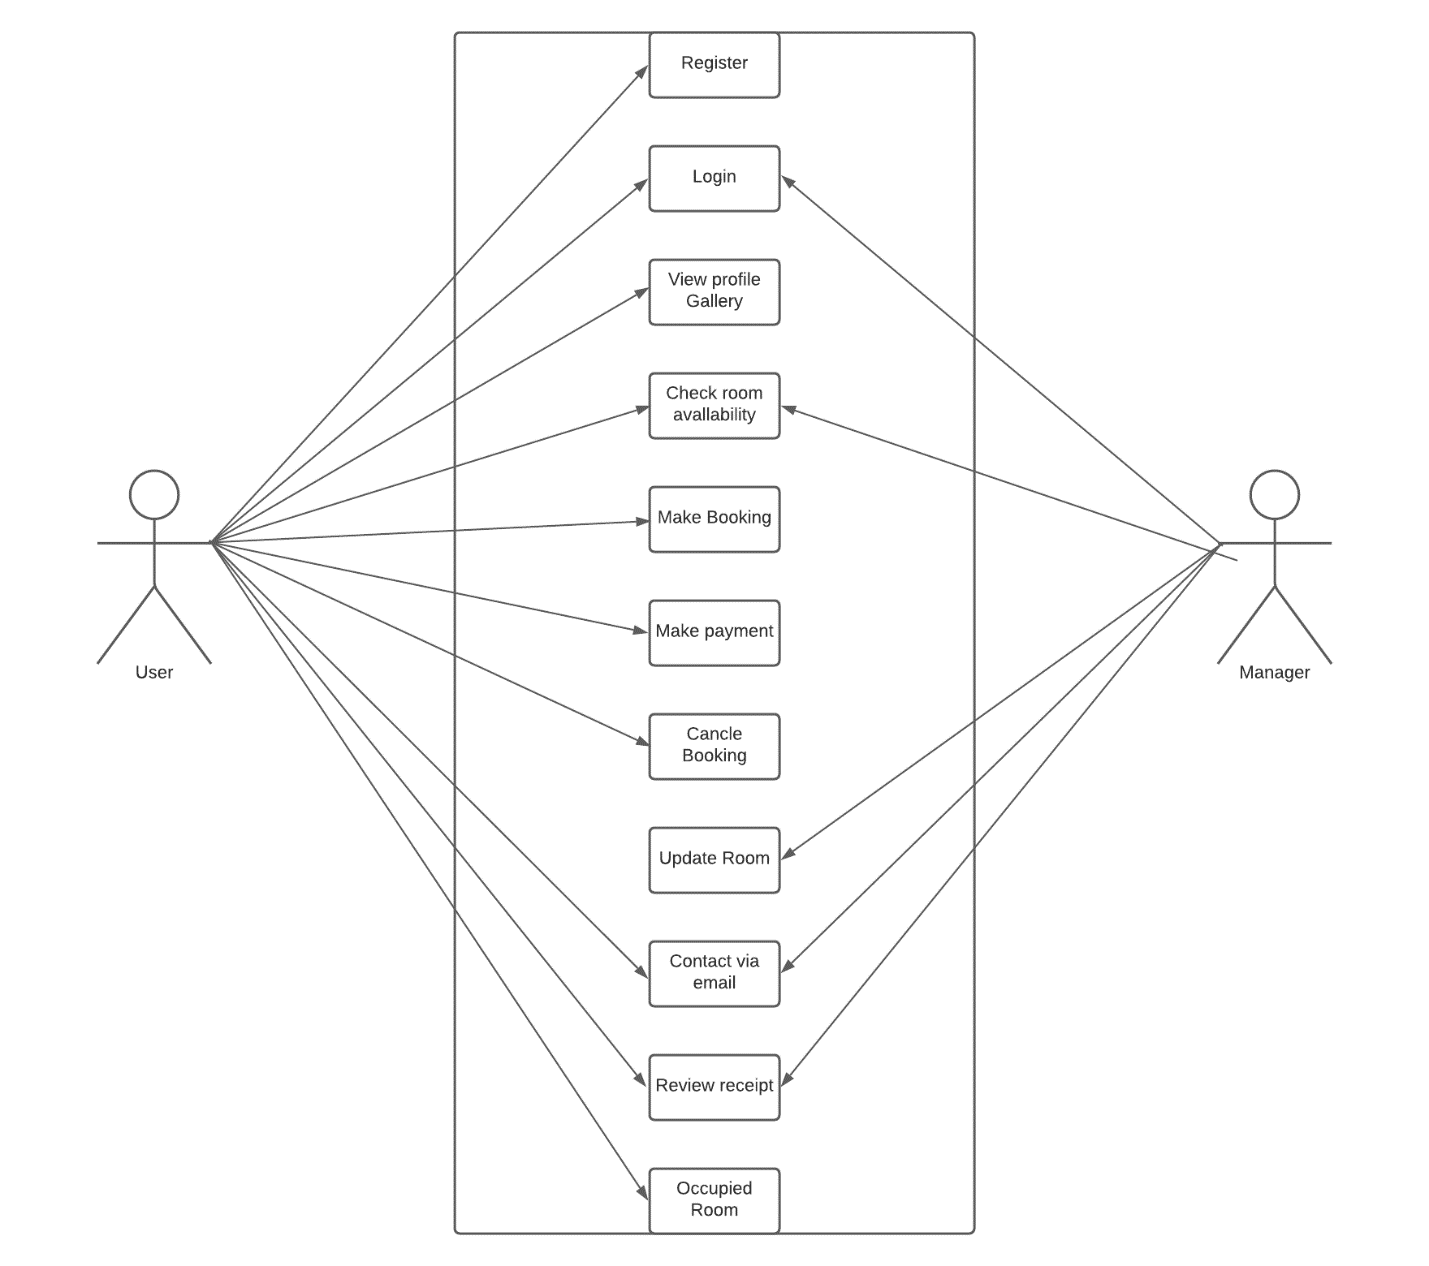 Register
Login
View profile
Gallery
Check room
avallability
Make Booking
Make payment
User
Manager
Cancle
Booking
Update Room
Contact via
email
Review receipt
Occupied
Room